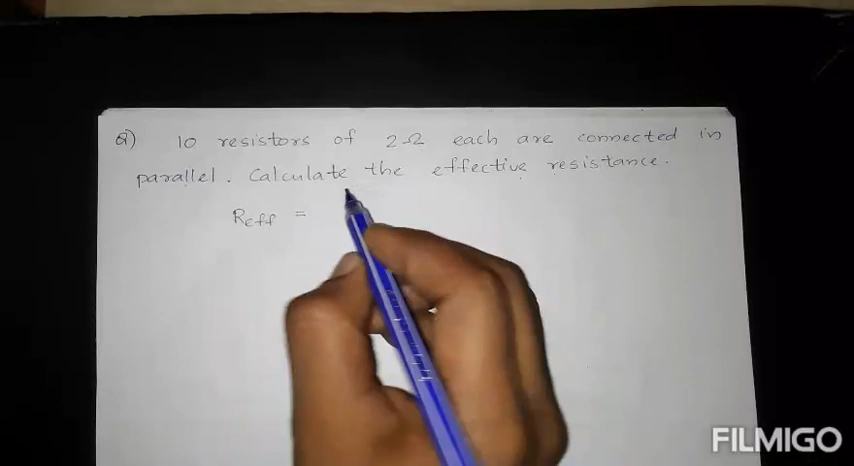 Q) 10 resistors of 2Ω each are connected in
parallel. Calculate the effective resistance.
Reff =
FILMIGO